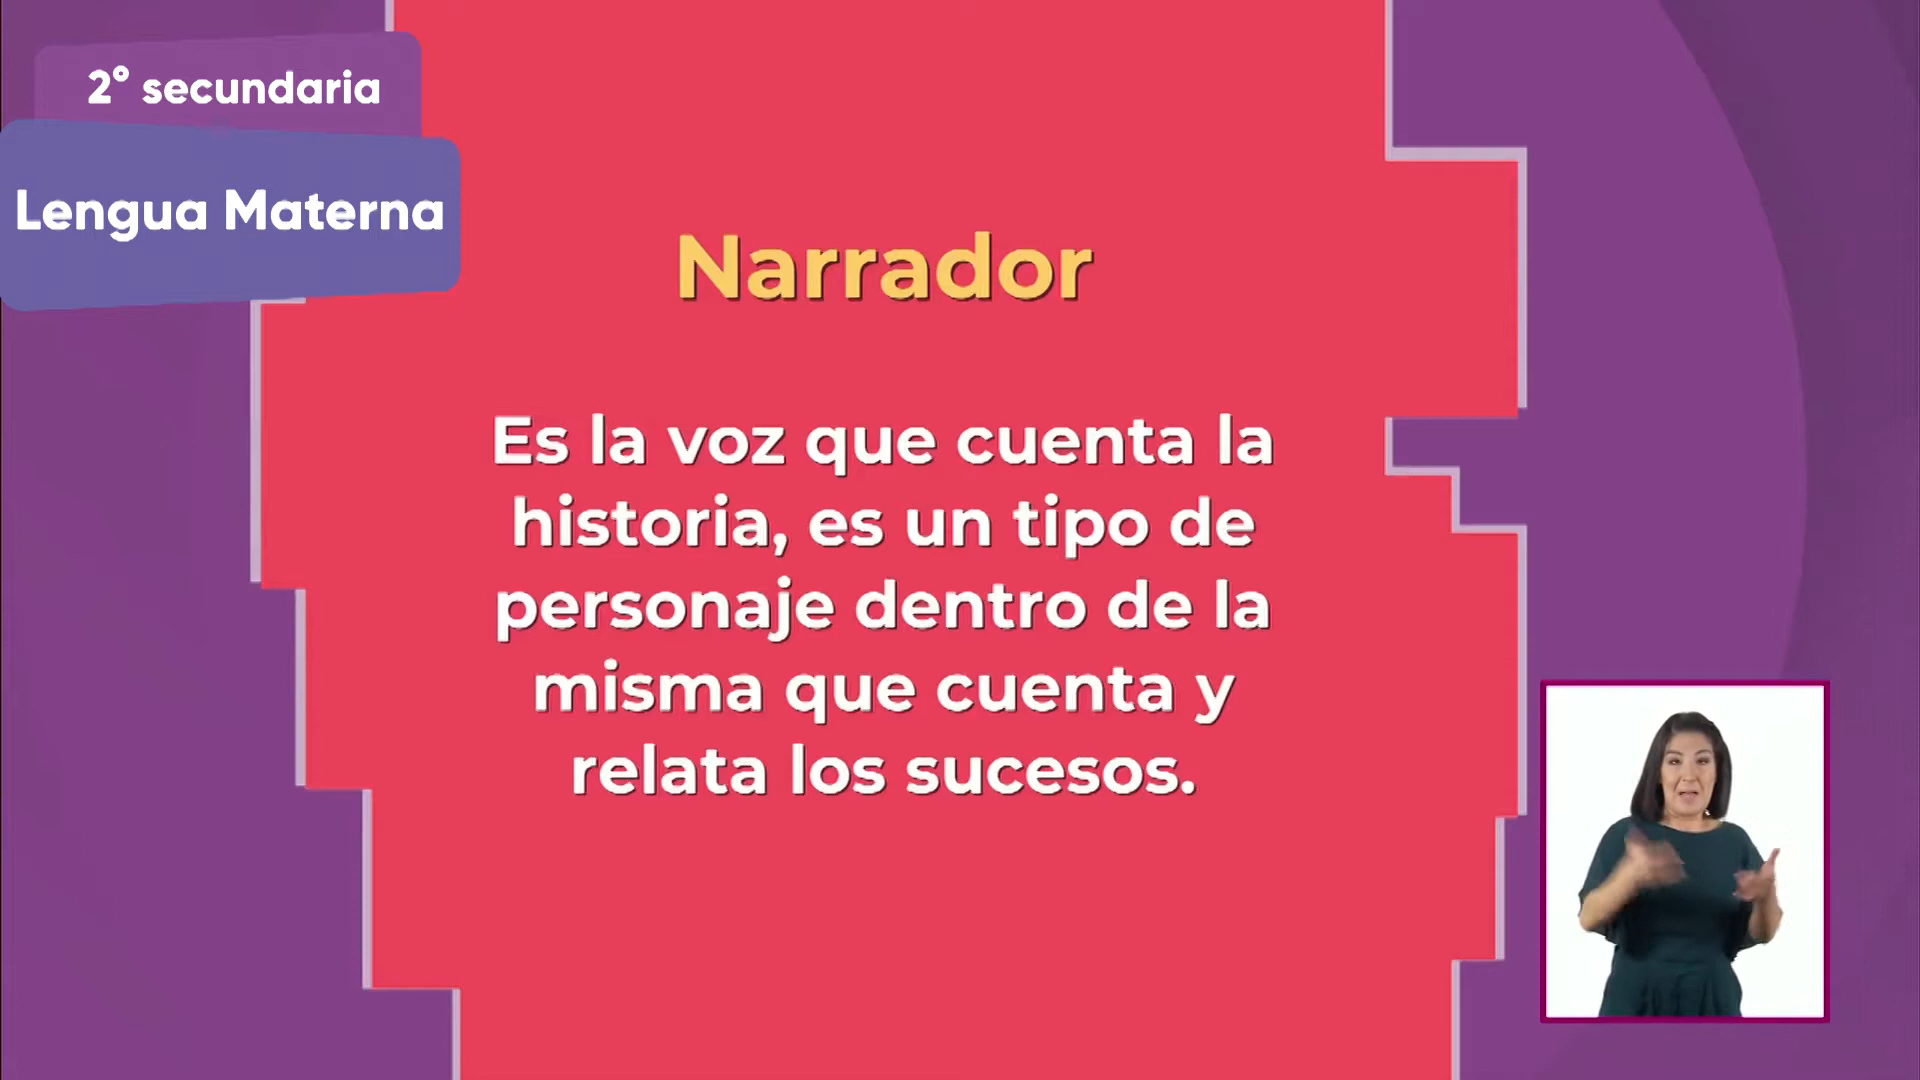 2° secundaria
Lengua Materna
Narrador
Es la voz que cuenta la
historia, es un tipo de
personaje dentro de la
misma que cuenta y
relata los sucesos.